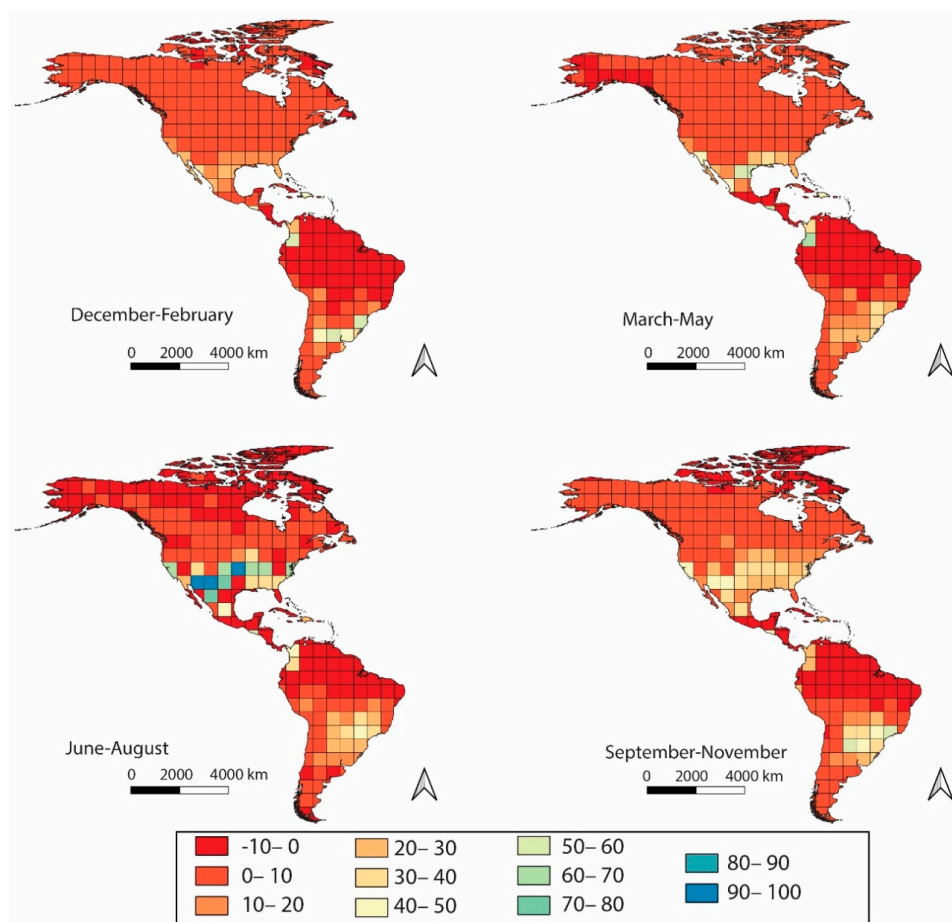 December-February
0 2000 4000 km
March-May
0 2000 4000 km
June-August
0 2000 4000 km
September-November
0 2000 4000 km
-10– 0
0– 10
10– 20
20– 30
30– 40
40– 50
50– 60
60– 70
70– 80
80– 90
90– 100